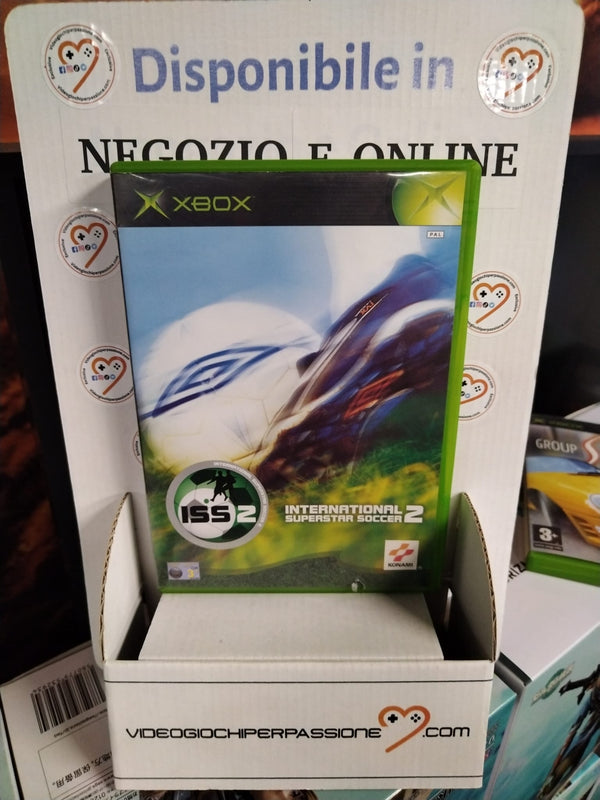 Disponibile in
NEGOZIO E ONLINE
XBOX
PAL
INTERNATIONAL
SUPERSTAR SOCCER 2
ISS2
KONAMI
GROUP S
3+
VIDEOGIOCHIPERPASSIONE.COM